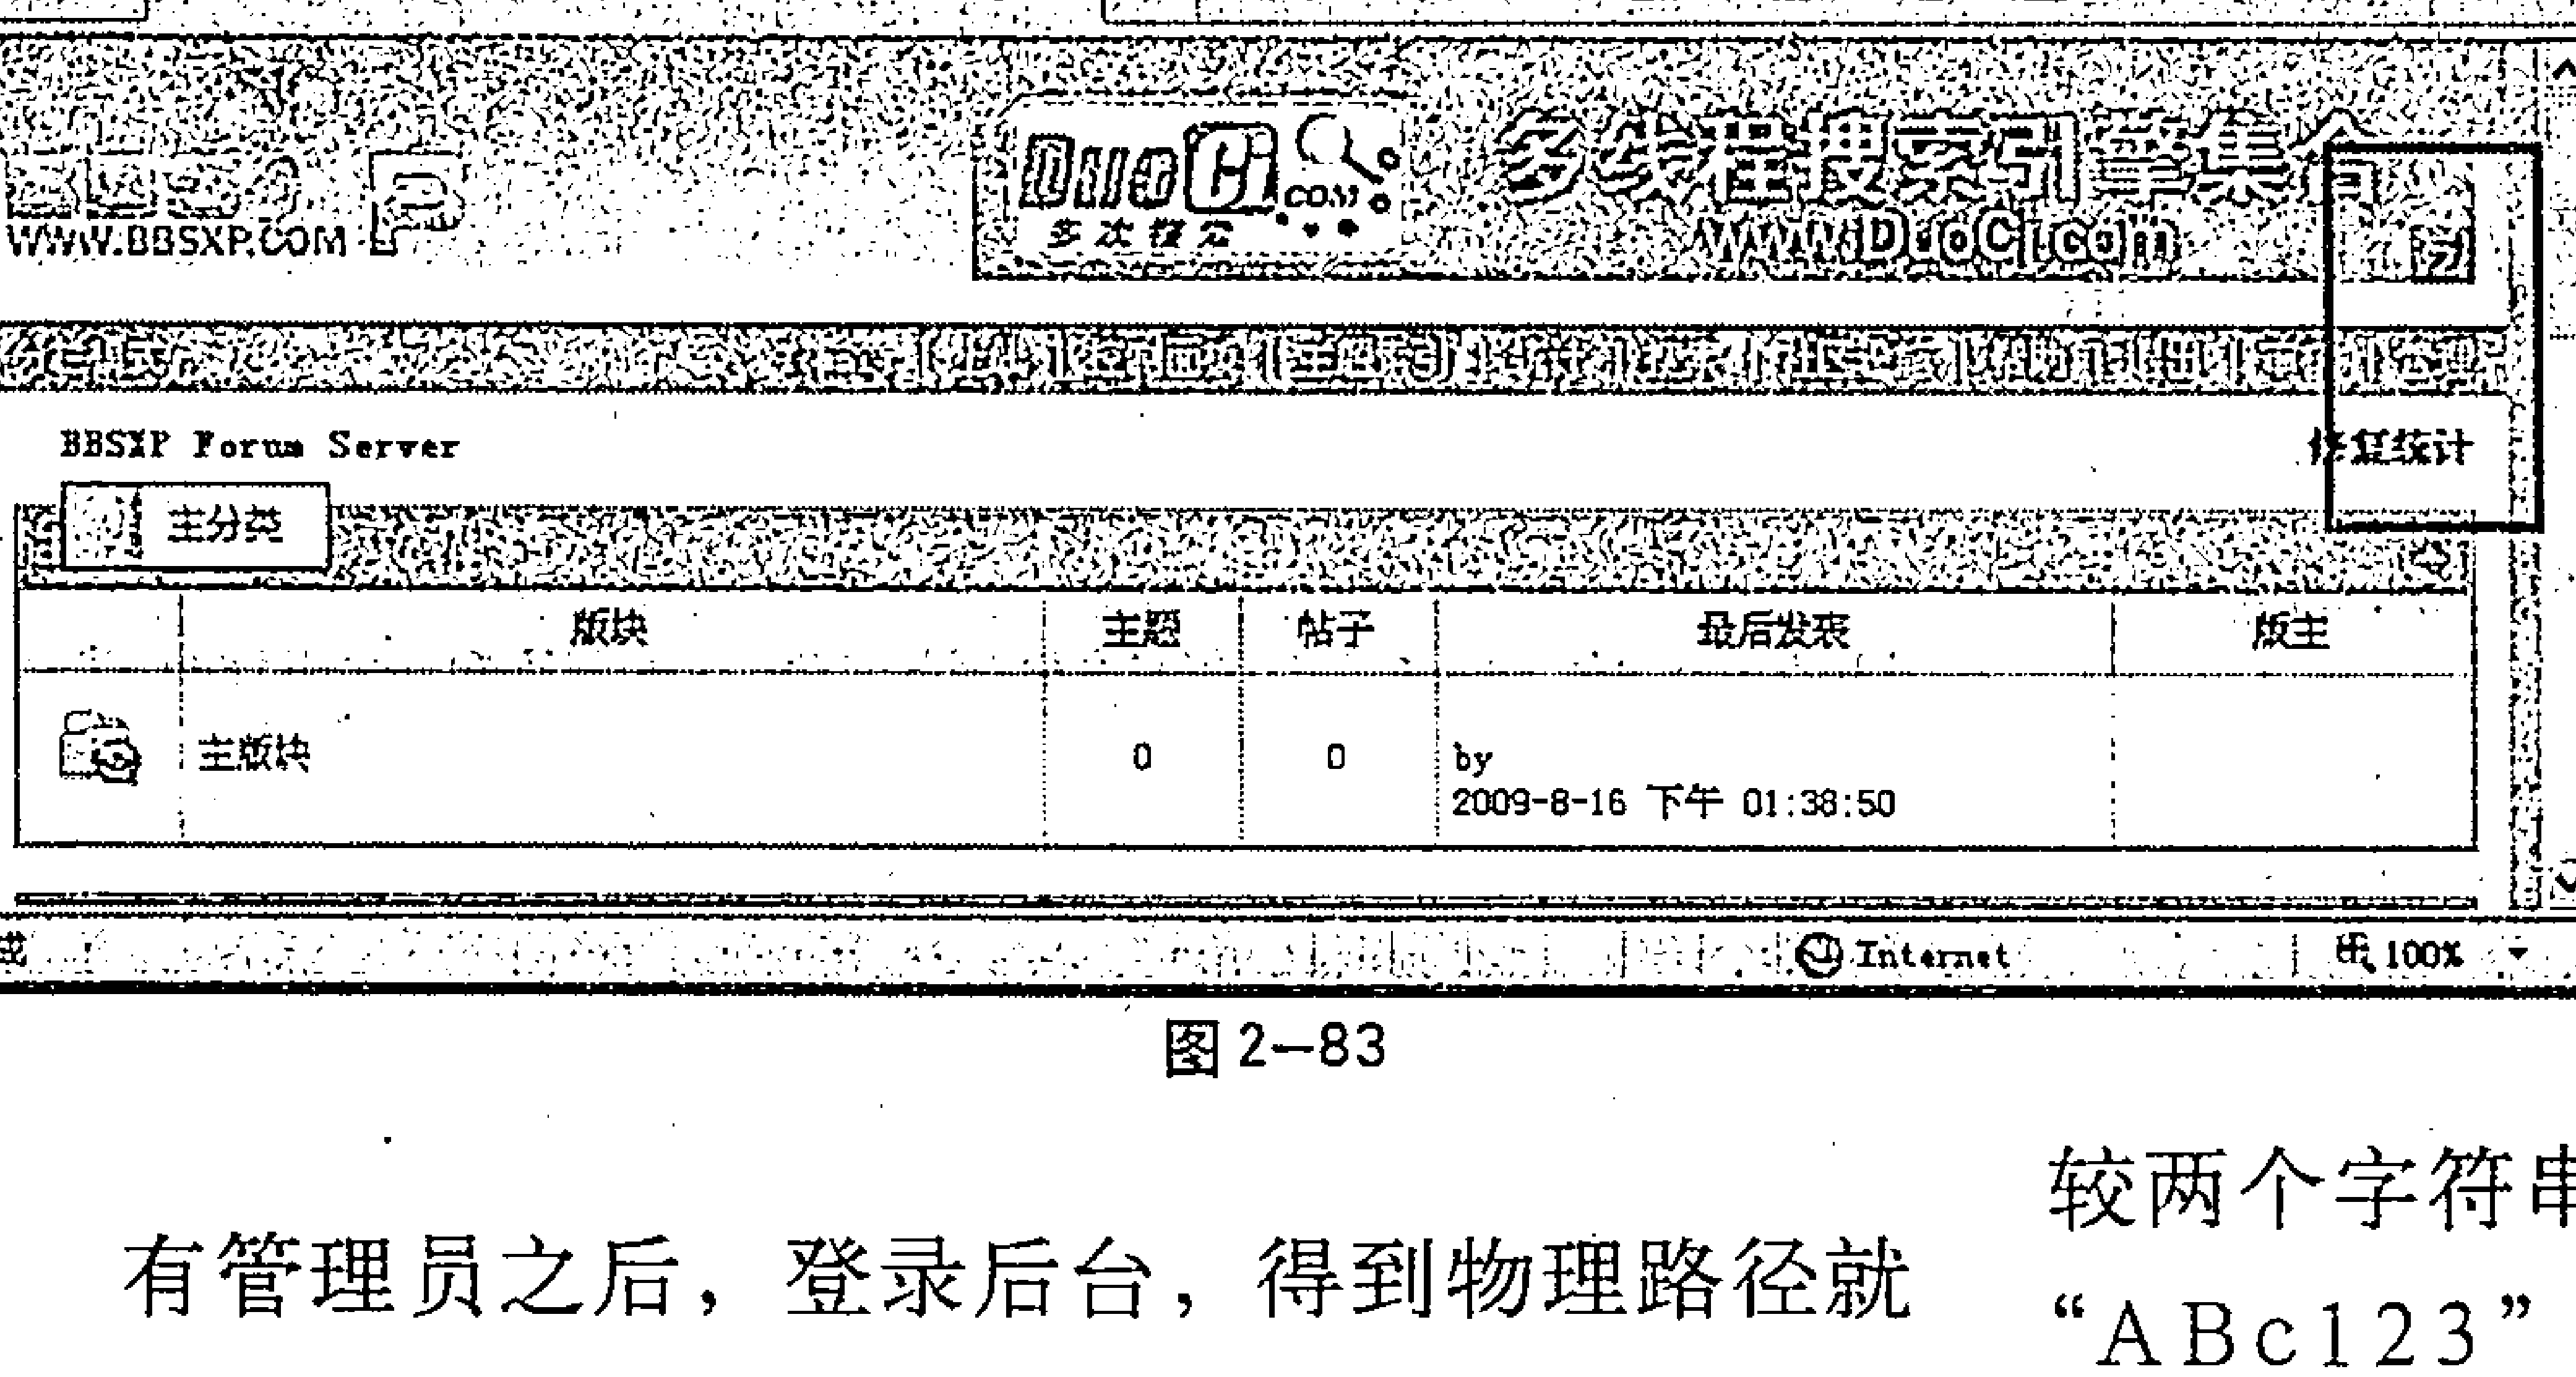 WWW.BBSXP.COM
多线程搜索引擎集合
www.DuoCi.com
BBSXP Forum Server
修复统计
主分类
版块 主题 帖子 最后发表 版主
主版块 0 0 by
2009-8-16 下午 01:38:50
Internet 100%
图2-83
有管理员之后，登录后台，得到物理路径就
较两个字符串
“ABc123”